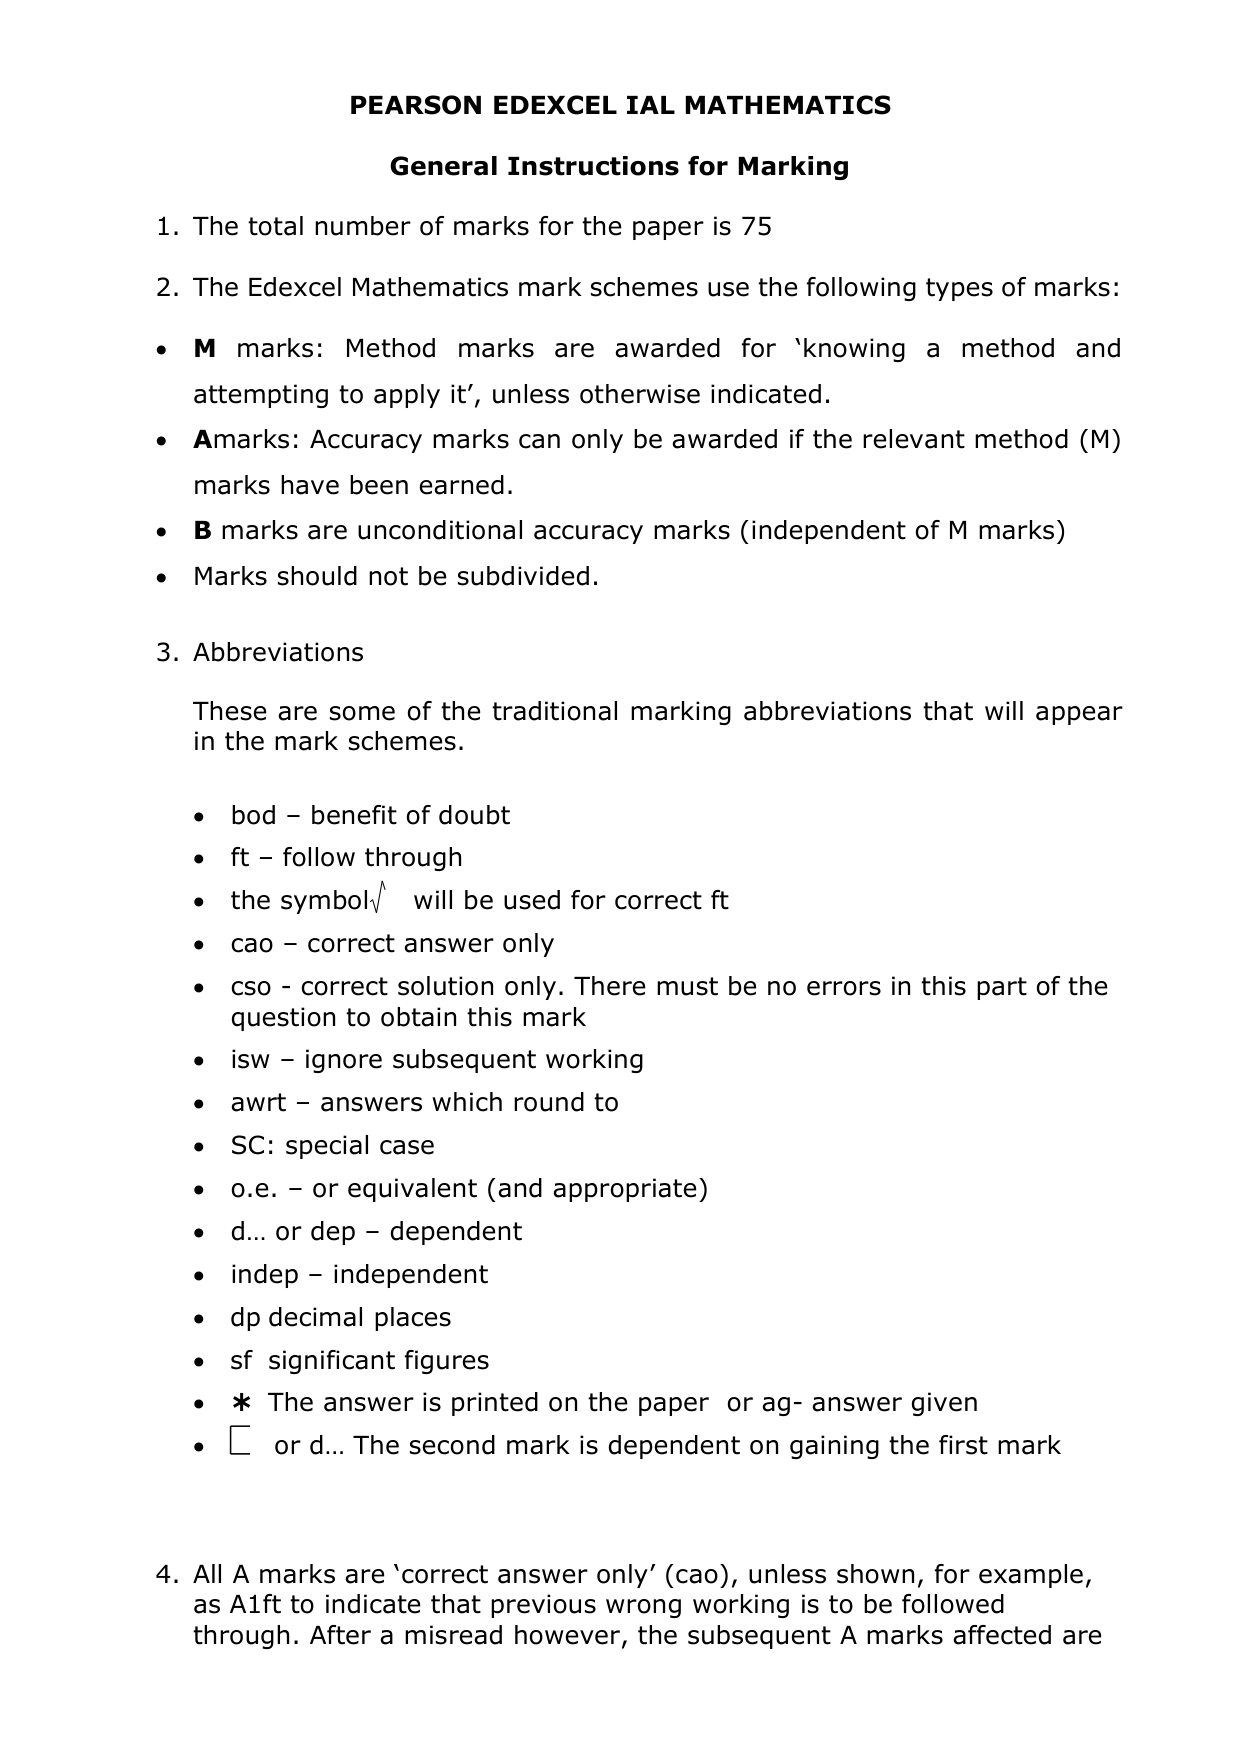 PEARSON EDEXCEL IAL MATHEMATICS
General Instructions for Marking
1. The total number of marks for the paper is 75
2. The Edexcel Mathematics mark schemes use the following types of marks:
• M marks: Method marks are awarded for ‘knowing a method and
attempting to apply it’, unless otherwise indicated.
• Amarks: Accuracy marks can only be awarded if the relevant method (M)
marks have been earned.
• B marks are unconditional accuracy marks (independent of M marks)
• Marks should not be subdivided.
3. Abbreviations
These are some of the traditional marking abbreviations that will appear
in the mark schemes.
• bod – benefit of doubt
• ft – follow through
• the symbol√ will be used for correct ft
• cao – correct answer only
• cso - correct solution only. There must be no errors in this part of the
question to obtain this mark
• isw – ignore subsequent working
• awrt – answers which round to
• SC: special case
• o.e. – or equivalent (and appropriate)
• d… or dep – dependent
• indep – independent
• dp decimal places
• sf significant figures
• * The answer is printed on the paper or ag- answer given
• or d… The second mark is dependent on gaining the first mark
4. All A marks are ‘correct answer only’ (cao), unless shown, for example,
as A1ft to indicate that previous wrong working is to be followed
through. After a misread however, the subsequent A marks affected are